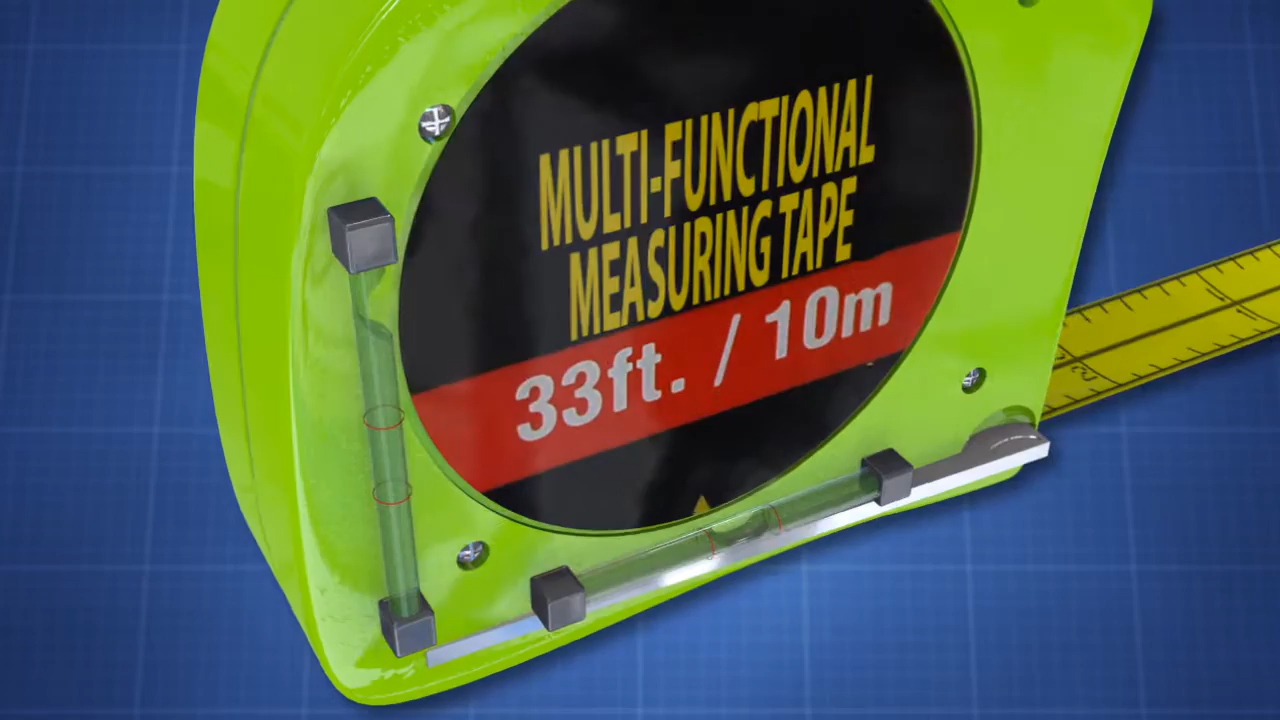 MULTI-FUNCTIONAL
MEASURING TAPE
33ft. / 10m